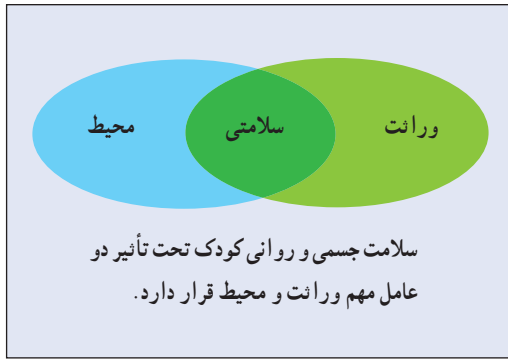 وراثت سلامتی محیط
سلامت جسمی و روانی کودک تحت تأثیر دو
عامل مهم وراثت و محیط قرار دارد.